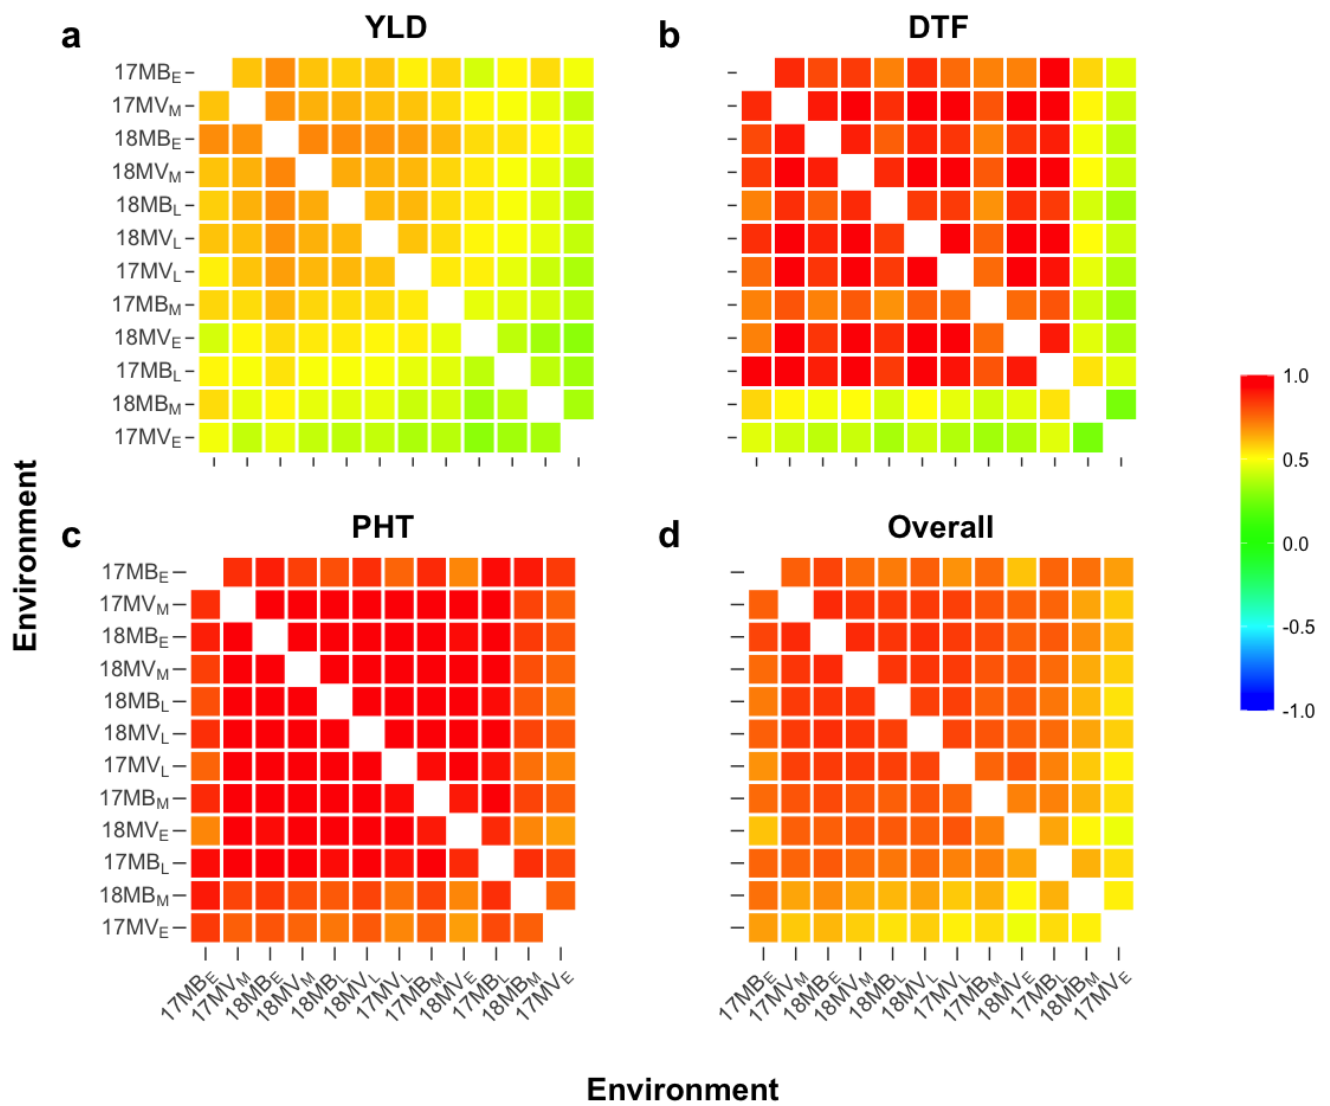 a YLD b DTF
17MBE
17MVM
18MBE
18MVM
18MBL
18MVL
17MVL
17MBM
18MVE
17MBL
18MBM
17MVE
c PHT d Overall
17MBE
17MVM
18MBE
18MVM
18MBL
18MVL
17MVL
17MBM
18MVE
17MBL
18MBM
17MVE
17MBE 17MVM 18MBE 18MVM 18MBL 18MVL 17MVL 17MBM 18MVE 17MBL 18MBM 17MVE
17MBE 17MVM 18MBE 18MVM 18MBL 18MVL 17MVL 17MBM 18MVE 17MBL 18MBM 17MVE
Environment
Environment
1.0
0.5
0.0
-0.5
-1.0